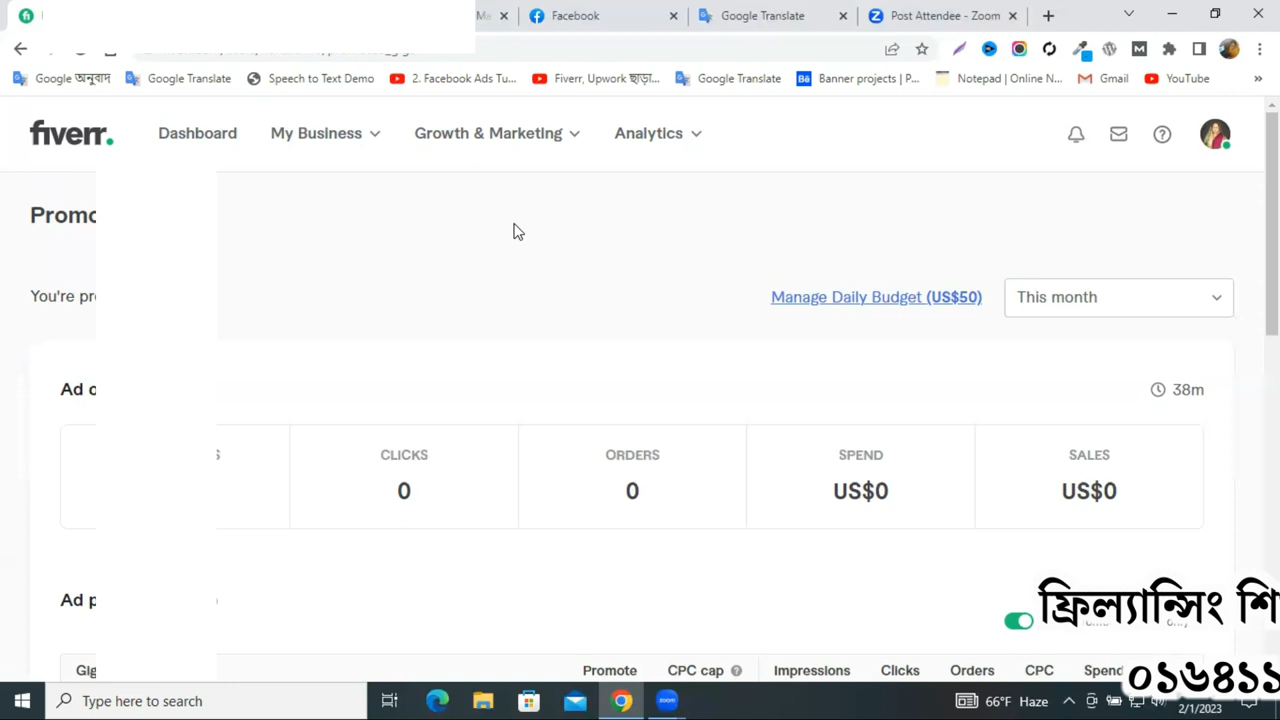 Facebook
Google Translate
Post Attendee - Zoom
Google অনুবাদ
Google Translate
Speech to Text Demo
2. Facebook Ads Tu...
Fiverr, Upwork ছাড়া...
Google Translate
Banner projects | P...
Notepad | Online N...
Gmail
YouTube
»
fiverr.
Dashboard
My Business
Growth & Marketing
Analytics
Promo
You're pr
Manage Daily Budget (US$50)
This month
Ad o
38m
CLICKS
ORDERS
SPEND
SALES
0
0
US$0
US$0
Ad p
ফ্রিল্যান্সিং শি
Gig
Promote
CPC cap
Impressions
Clicks
Orders
CPC
Spend
০১৬৪১১
Type here to search
66°F Haze
2/1/2023